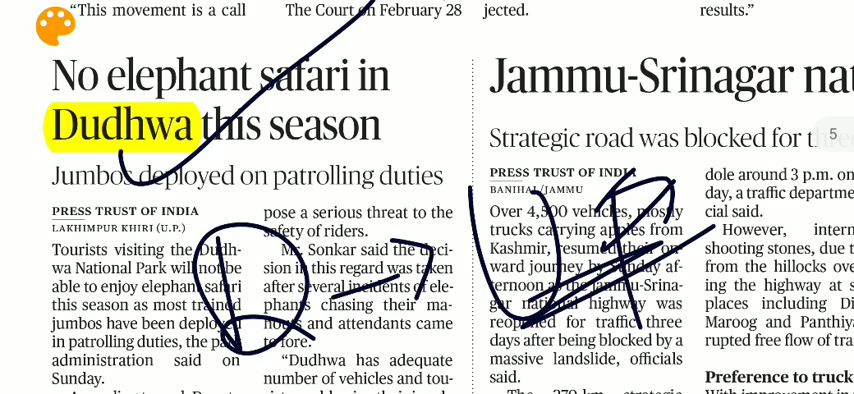 "This movement is a call
The Court on February 28
jected.
results."
No elephant safari in
Dudhwa this season
Jumbos deployed on patrolling duties
PRESS TRUST OF INDIA
LAKHIMPUR KHIRI (U.P.)
Tourists visiting the Dudh-
wa National Park will not be
able to enjoy elephant safari
this season as most trained
jumbos have been deployed
in patrolling duties, the park
administration said on
Sunday.
pose a serious threat to the
safety of riders.
Mr. Sonkar said the deci-
sion in this regard was taken
after several incidents of ele-
phants chasing their ma-
houts and attendants came
to fore.
"Dudhwa has adequate
number of vehicles and tou-
Jammu-Srinagar nat
Strategic road was blocked for th
5
PRESS TRUST OF INDIA
BANIHAL/JAMMU
Over 4,500 vehicles, mostly
trucks carrying apples from
Kashmir, resumed their on-
ward journey by Sunday af-
ternoon as the Jammu-Srina-
gar national highway was
reopened for traffic three
days after being blocked by a
massive landslide, officials
said.
The 270-km strategic
dole around 3 p.m. on
day, a traffic departme
cial said.
However, intern
shooting stones, due t
from the hillocks ove
ing the highway at s
places including Di
Maroog and Panthiya
rupted free flow of tra
Preference to truck